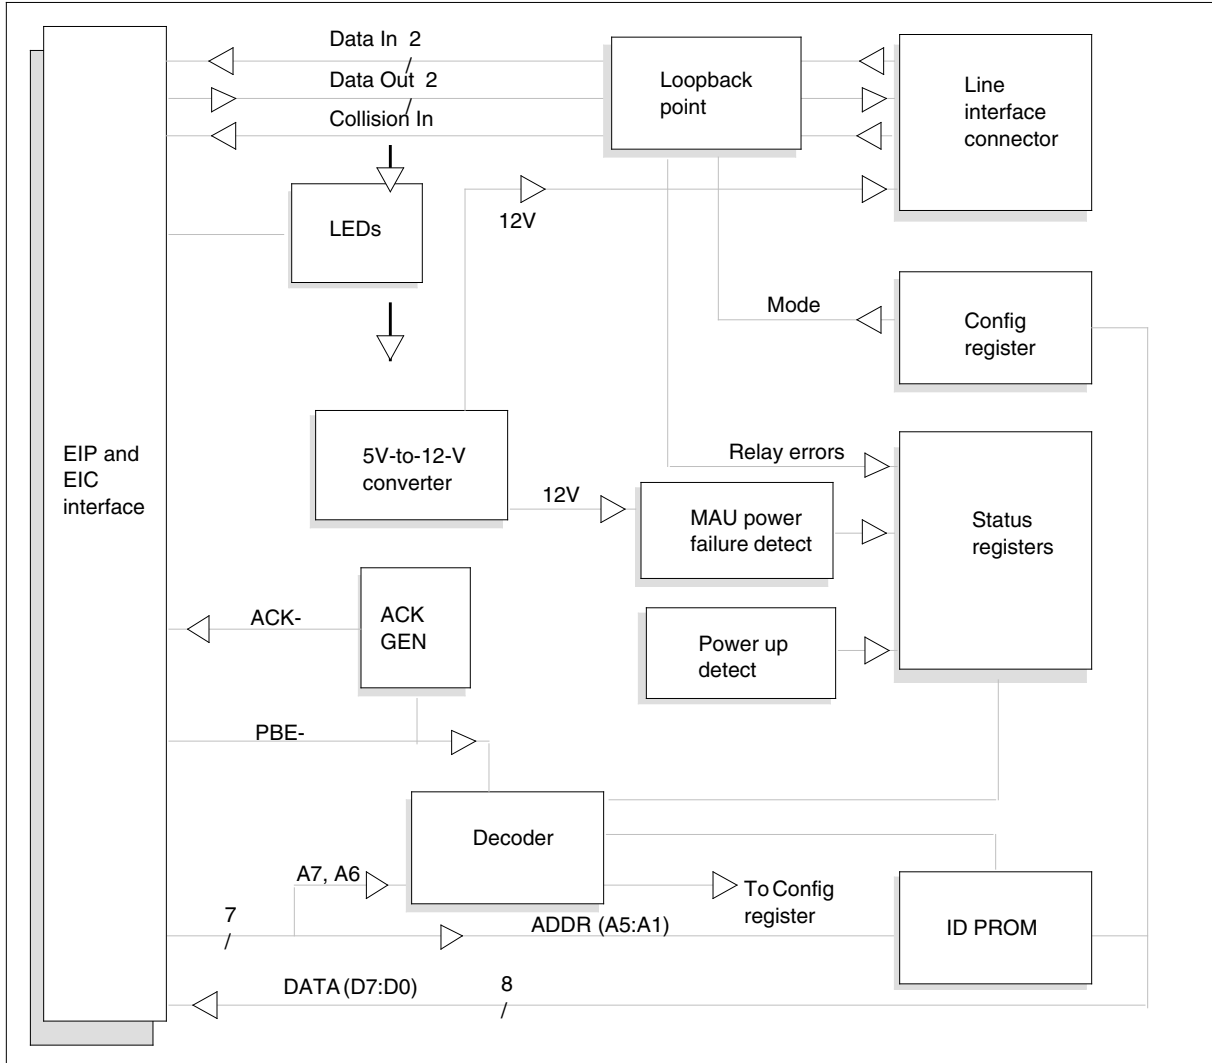 Data In 2
/
Data Out 2
/
Collision In
Loopback
point
Line
interface
connector
LEDs
12V
Mode
Config
register
EIP and
EIC
interface
5V-to-12-V
converter
Relay errors
12V
MAU power
failure detect
Status
registers
ACK-
ACK
GEN
Power up
detect
PBE-
Decoder
A7, A6
To Config
register
7
/
ADDR (A5:A1)
ID PROM
DATA (D7:D0)
8
/